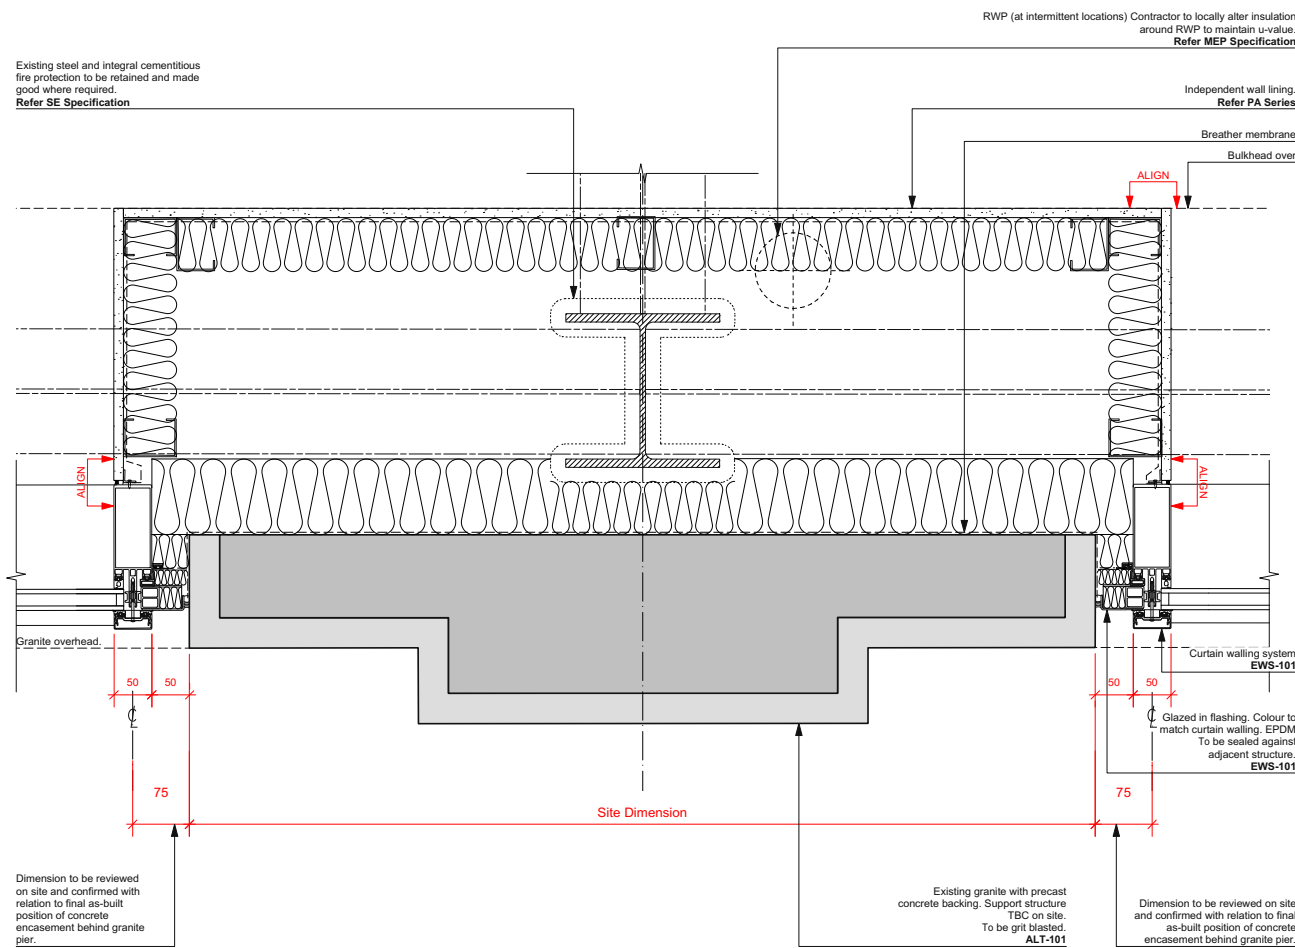 RWP (at intermittent locations) Contractor to locally alter insulation
around RWP to maintain u-value.
Refer MEP Specification
Existing steel and integral cementitious
fire protection to be retained and made
good where required.
Refer SE Specification
Independent wall lining.
Refer PA Series
Breather membrane
Bulkhead over
ALIGN
ALIGN
ALIGN
Granite overhead.
Curtain walling system
EWS-101
50
50
50
50
Glazed in flashing. Colour to
match curtain walling. EPDM
To be sealed against
adjacent structure.
EWS-101
75
Site Dimension
75
Dimension to be reviewed
on site and confirmed with
relation to final as-built
position of concrete
encasement behind granite
pier.
Existing granite with precast
concrete backing. Support structure
TBC on site.
To be grit blasted.
ALT-101
Dimension to be reviewed on site
and confirmed with relation to final
as-built position of concrete
encasement behind granite pier.